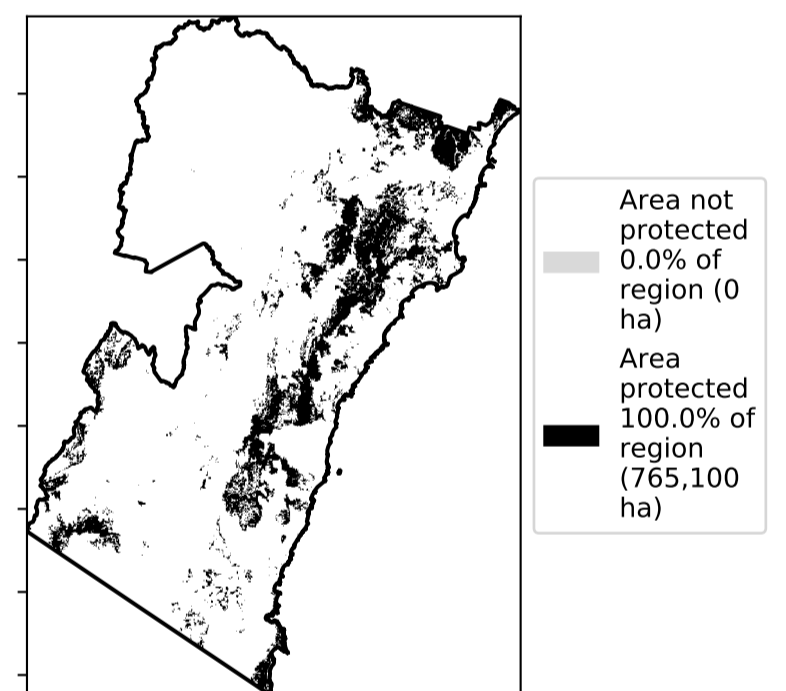 Area not
protected
0.0% of
region (0
ha)
Area
protected
100.0% of
region
(765,100
ha)